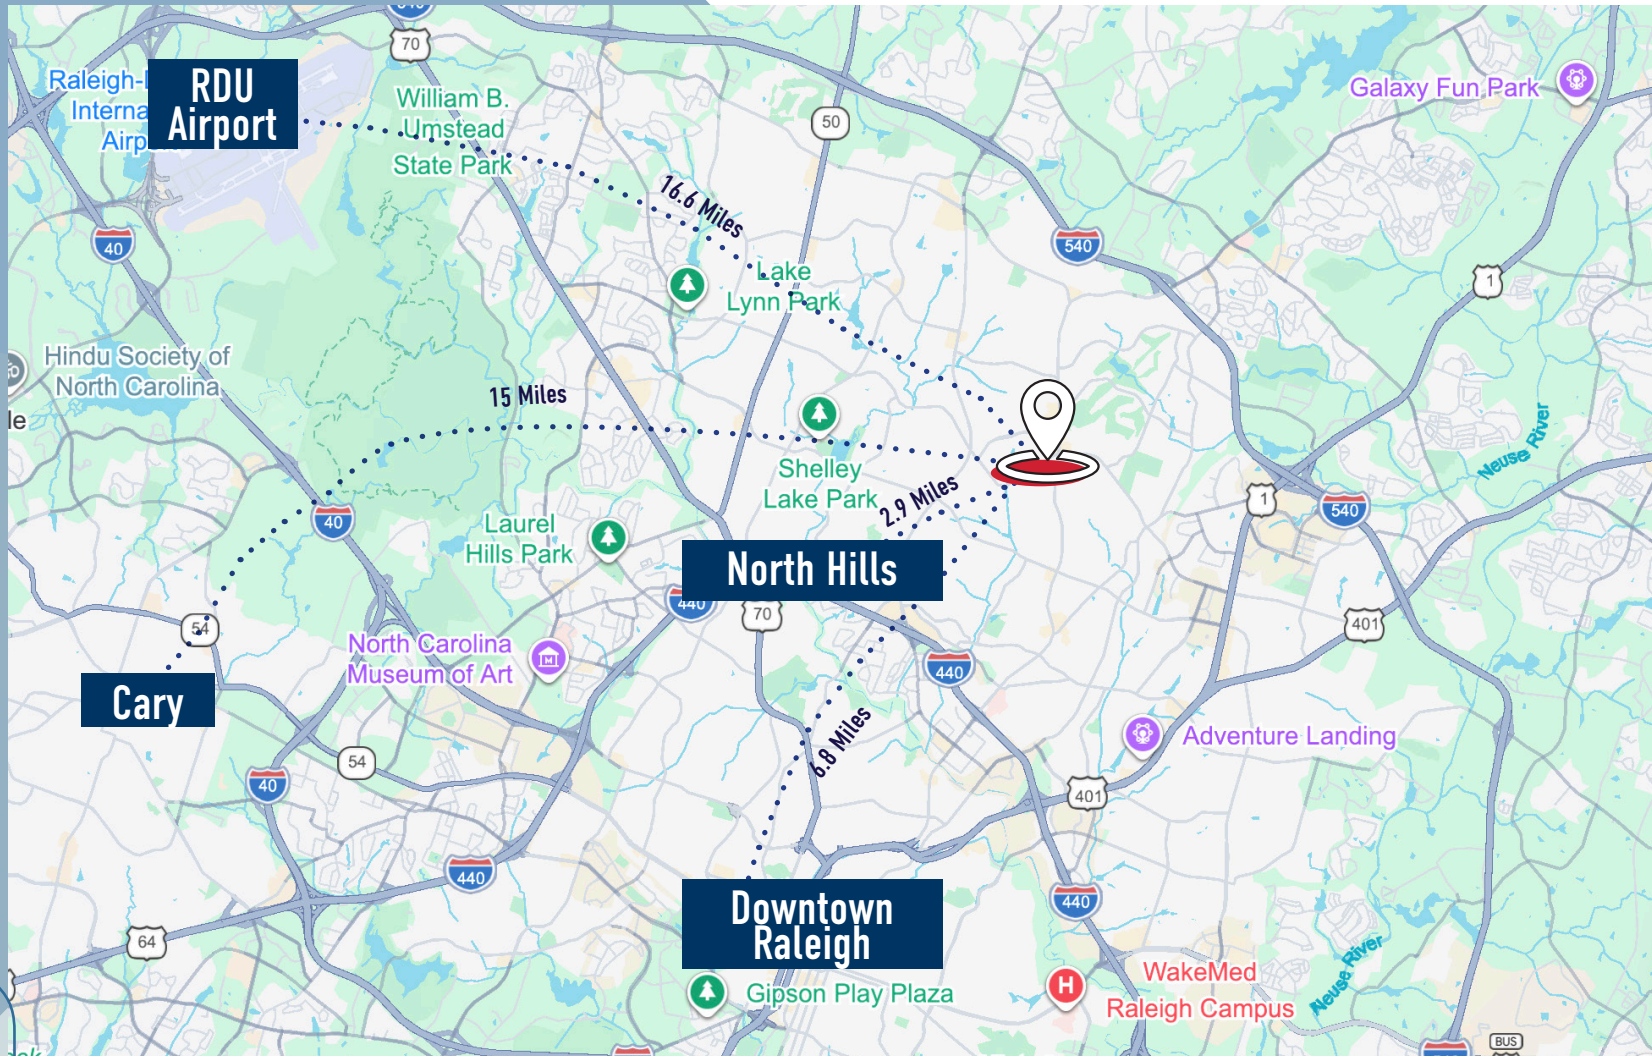 70
Raleigh-
Interna
Airp
RDU
Airport
William B.
Umstead
State Park
50
Galaxy Fun Park
16.6 Miles
40
540
1
Lake
Lynn Park
Hindu Society of
North Carolina
le
15 Miles
Shelley
Lake Park
2.9 Miles
Neuse River
40
Laurel
Hills Park
1
540
North Hills
440
70
54
401
North Carolina
Museum of Art
440
Cary
6.8 Miles
Adventure Landing
54
40
401
440
440
Downtown
Raleigh
64
Gipson Play Plaza
H
WakeMed
Raleigh Campus
Neuse River
BUS